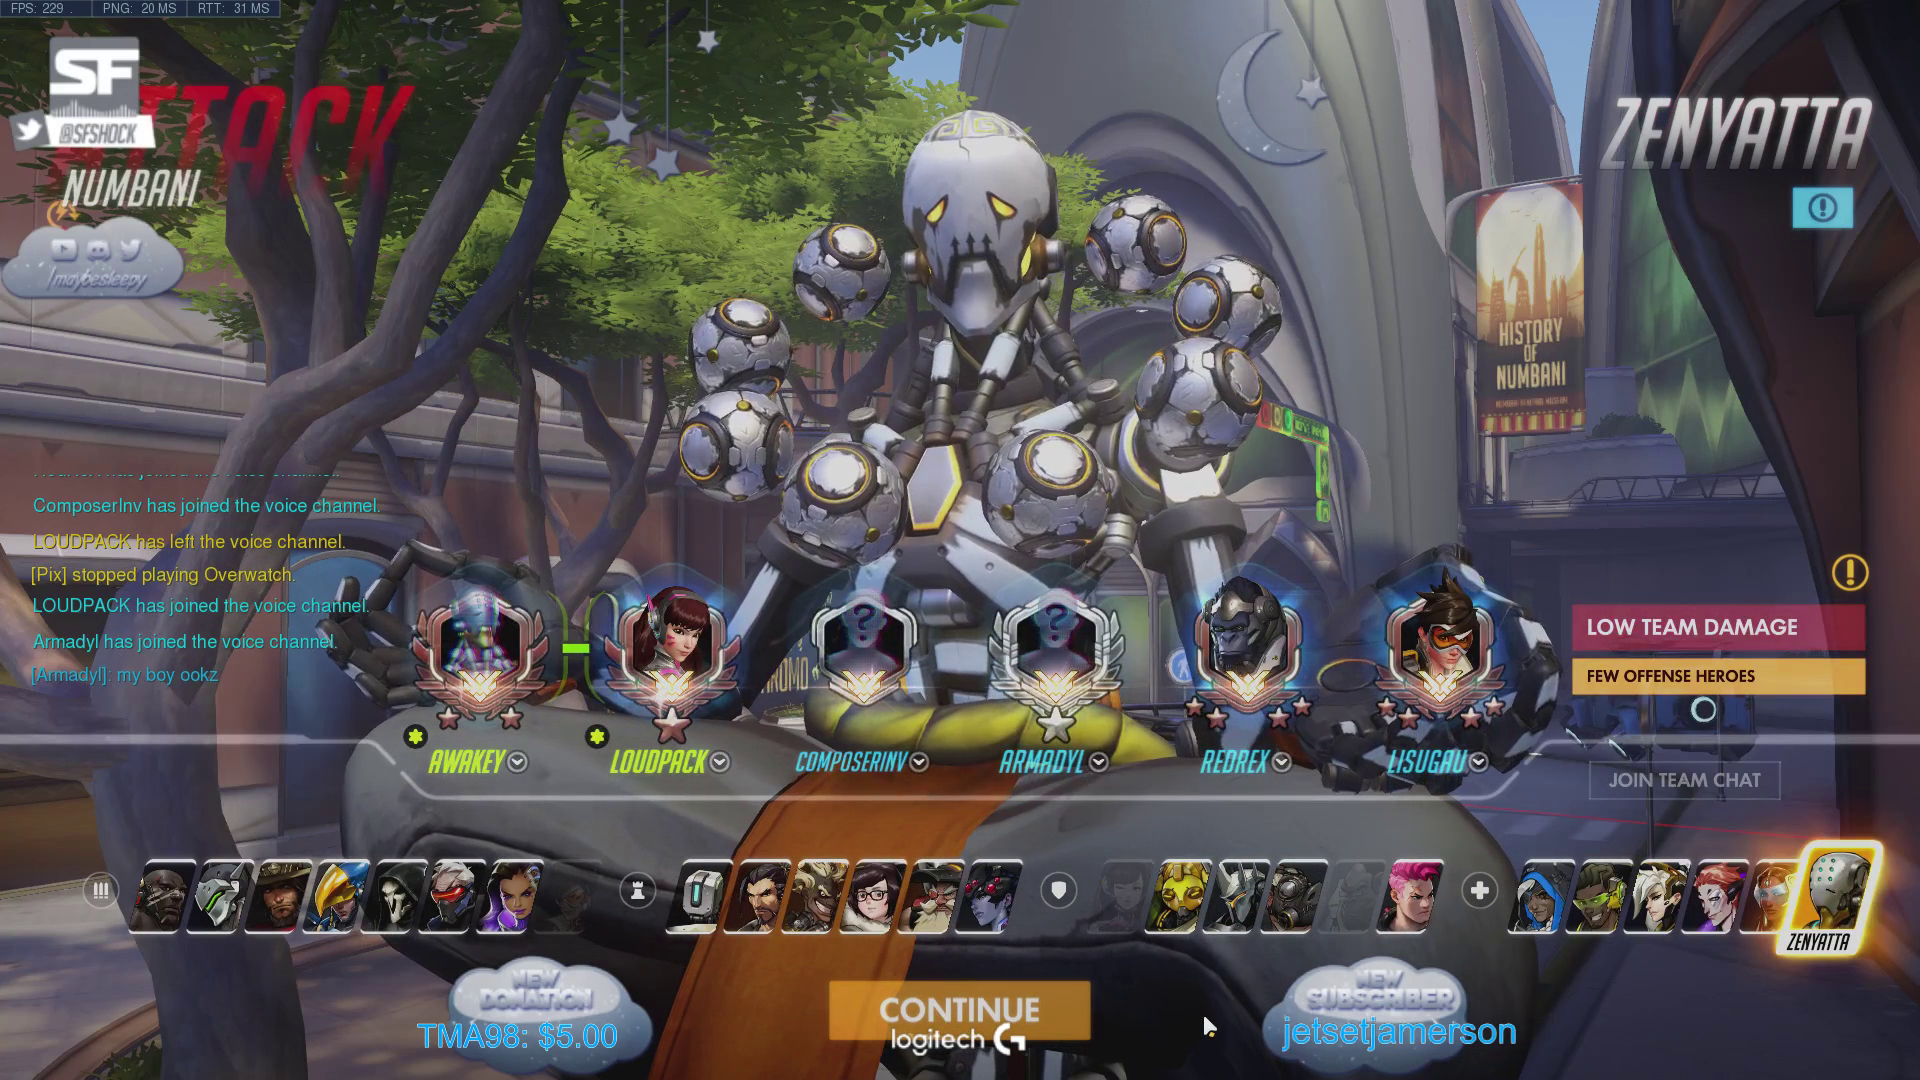 FPS: 229 PNG: 20 MS RTT: 31 MS
SF
@SFSHOCK
ATTACK
NUMBANI
/maybesleepy
ZENYATTA
HISTORY
OF
NUMBANI
ComposerInv has joined the voice channel.
LOUDPACK has left the voice channel.
[Pix] stopped playing Overwatch.
LOUDPACK has joined the voice channel.
Armadyl has joined the voice channel.
[Armadyl]: my boy ookz
LOW TEAM DAMAGE
FEW OFFENSE HEROES
AWAKEY
LOUDPACK
COMPOSERINV
ARMADYL
REDREX
LISUGAU
JOIN TEAM CHAT
ZENYATTA
NEW
DONATION
TMA98: $5.00
CONTINUE
logitech G
NEW
SUBSCRIBER
jetsetjamerson